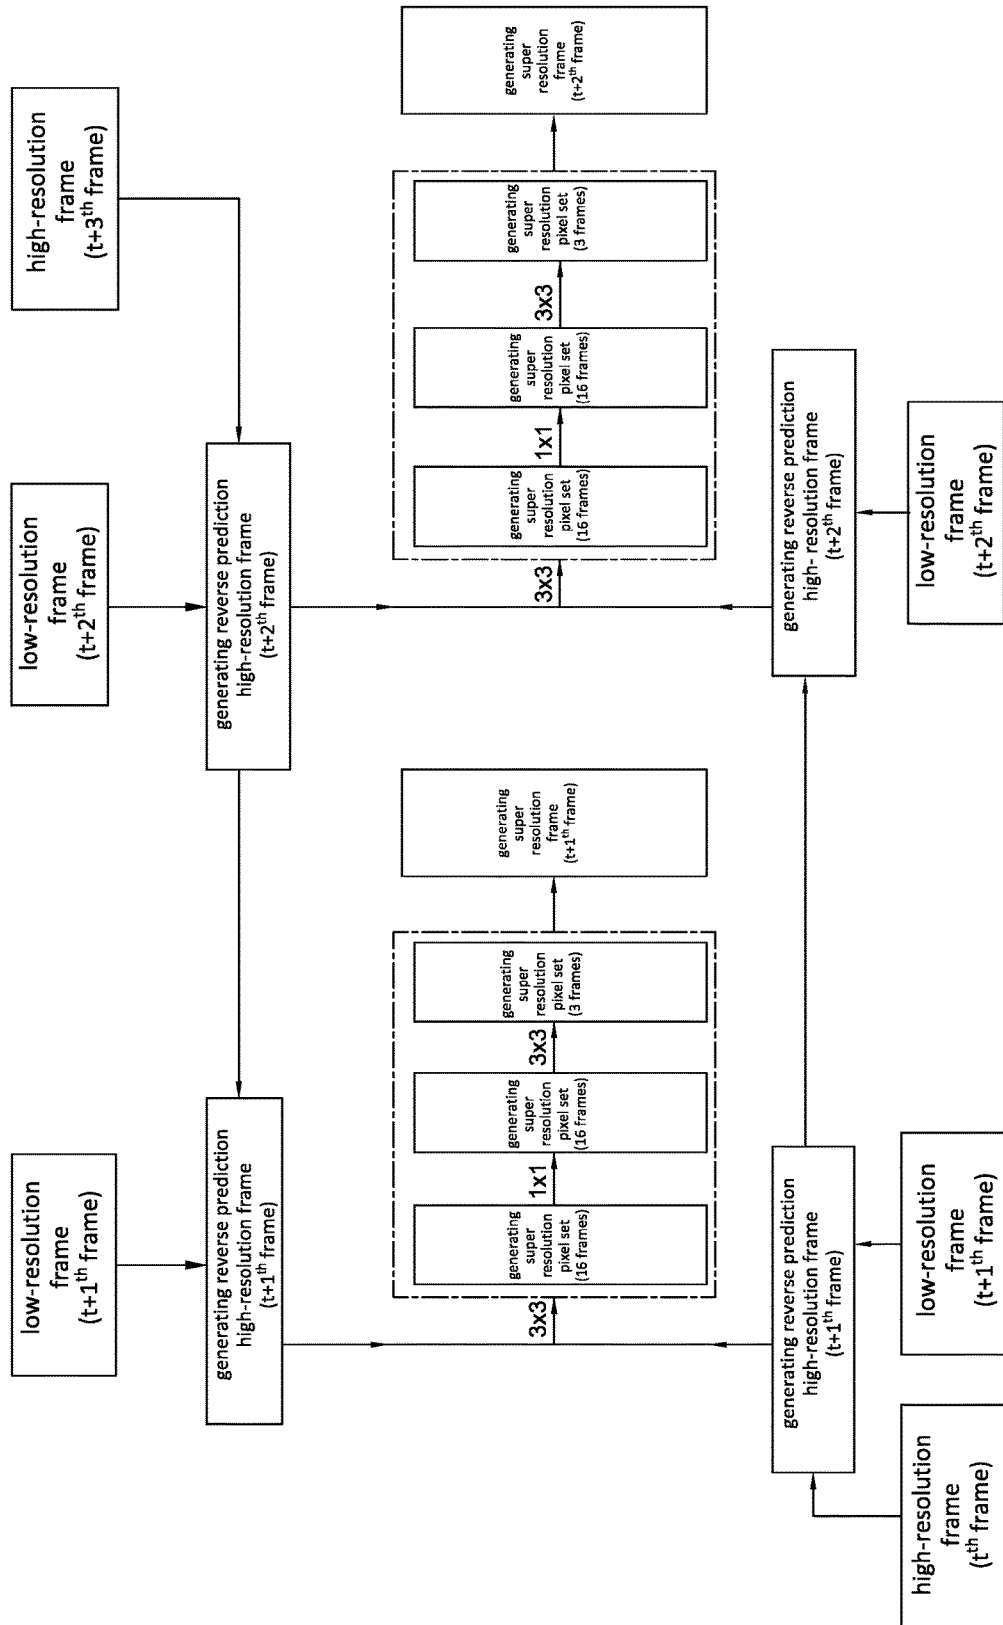 low-resolution
frame
(t+1th frame)
low-resolution
frame
(t+2th frame)
high-resolution
frame
(t+3th frame)
generating reverse prediction
high-resolution frame
(t+1th frame)
generating reverse prediction
high-resolution frame
(t+2th frame)
3x3
generating
super
resolution
pixel set
(16 frames)
1x1
generating
super
resolution
pixel set
(16 frames)
3x3
generating
super
resolution
pixel set
(3 frames)
generating
super
resolution
frame
(t+1th frame)
3x3
generating
super
resolution
pixel set
(16 frames)
1x1
generating
super
resolution
pixel set
(16 frames)
3x3
generating
super
resolution
pixel set
(3 frames)
generating
super
resolution
frame
(t+2th frame)
generating reverse prediction
high-resolution frame
(t+1th frame)
generating reverse prediction
high- resolution frame
(t+2th frame)
high-resolution
frame
(tth frame)
low-resolution
frame
(t+1th frame)
low-resolution
frame
(t+2th frame)